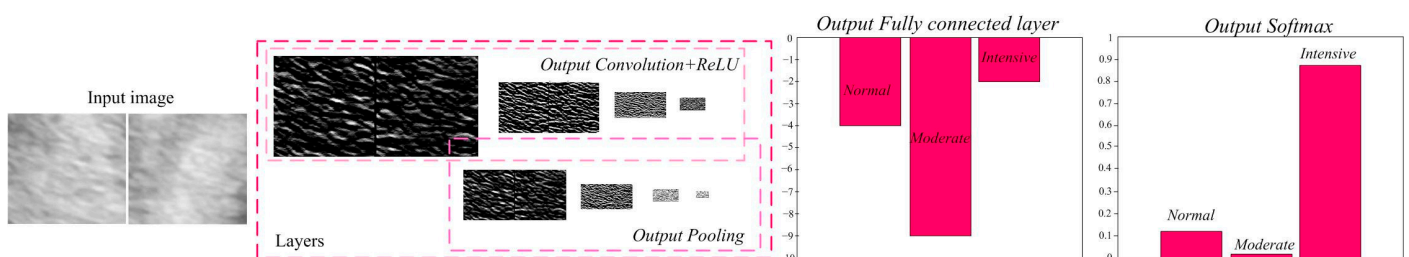 Input image
Output Convolution+ReLU
Output Pooling
Layers
Output Fully connected layer
0
−1
−2
−3
−4
−5
−6
−7
−8
−9
−10
Normal
Moderate
Intensive
Output Softmax
1
0.9
0.8
0.7
0.6
0.5
0.4
0.3
0.2
0.1
0
Normal
Moderate
Intensive